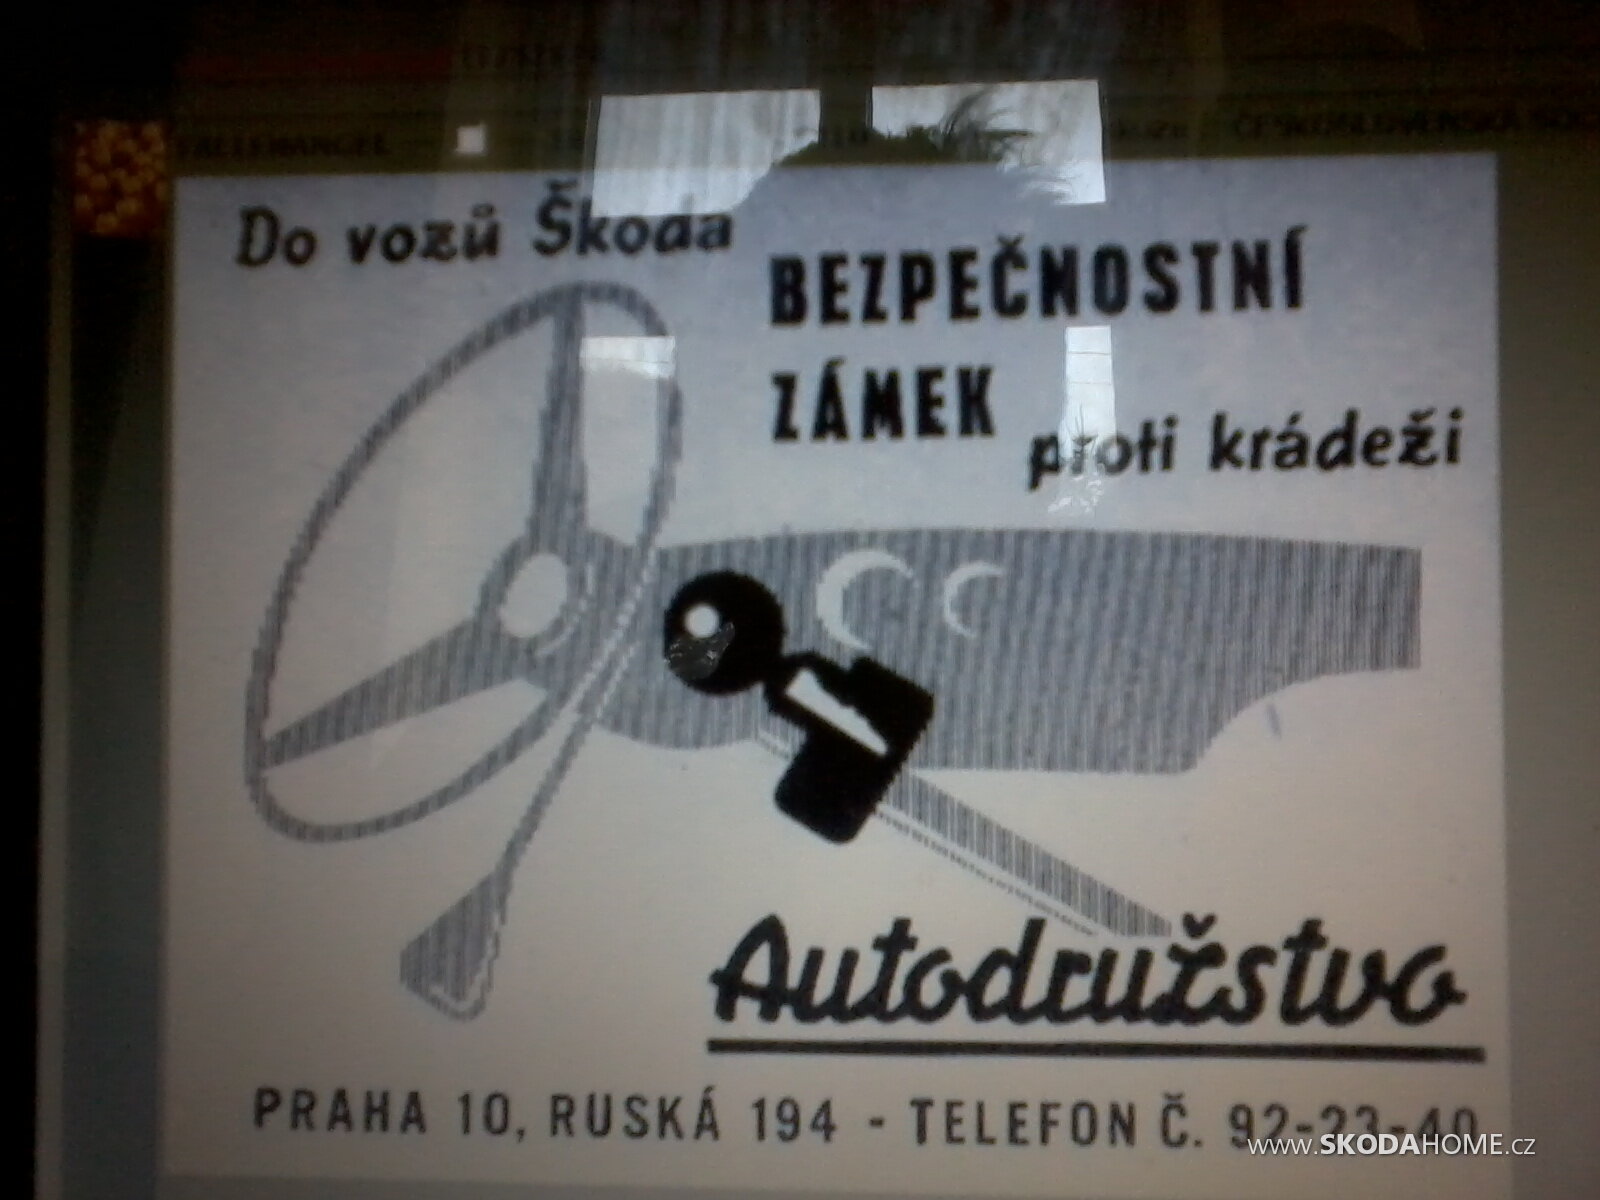 Do vozů Škoda
BEZPEČNOSTNÍ
ZÁMEK proti krádeži
Autodružstvo
PRAHA 10, RUSKÁ 194 - TELEFON Č. 92-23-40
www.SKODAHOME.cz